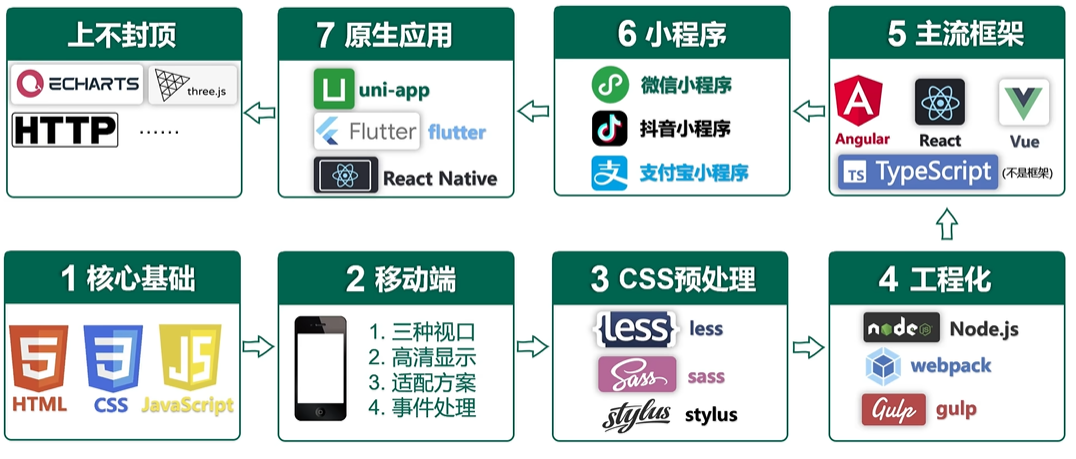 上不封顶
ECHARTS
three.js
HTTP ······
7 原生应用
U uni-app
Flutter flutter
React Native
6 小程序
微信小程序
抖音小程序
支 支付宝小程序
5 主流框架
A
Angular
React
Vue
TS TypeScript (不是框架)
1 核心基础
5 3 JS
HTML
CSS
JavaScript
2 移动端
1. 三种视口
2. 高清显示
3. 适配方案
4. 事件处理
3 CSS预处理
{less} less
Sass sass
stylus stylus
4 工程化
node JS Node.js
webpack
Gulp gulp